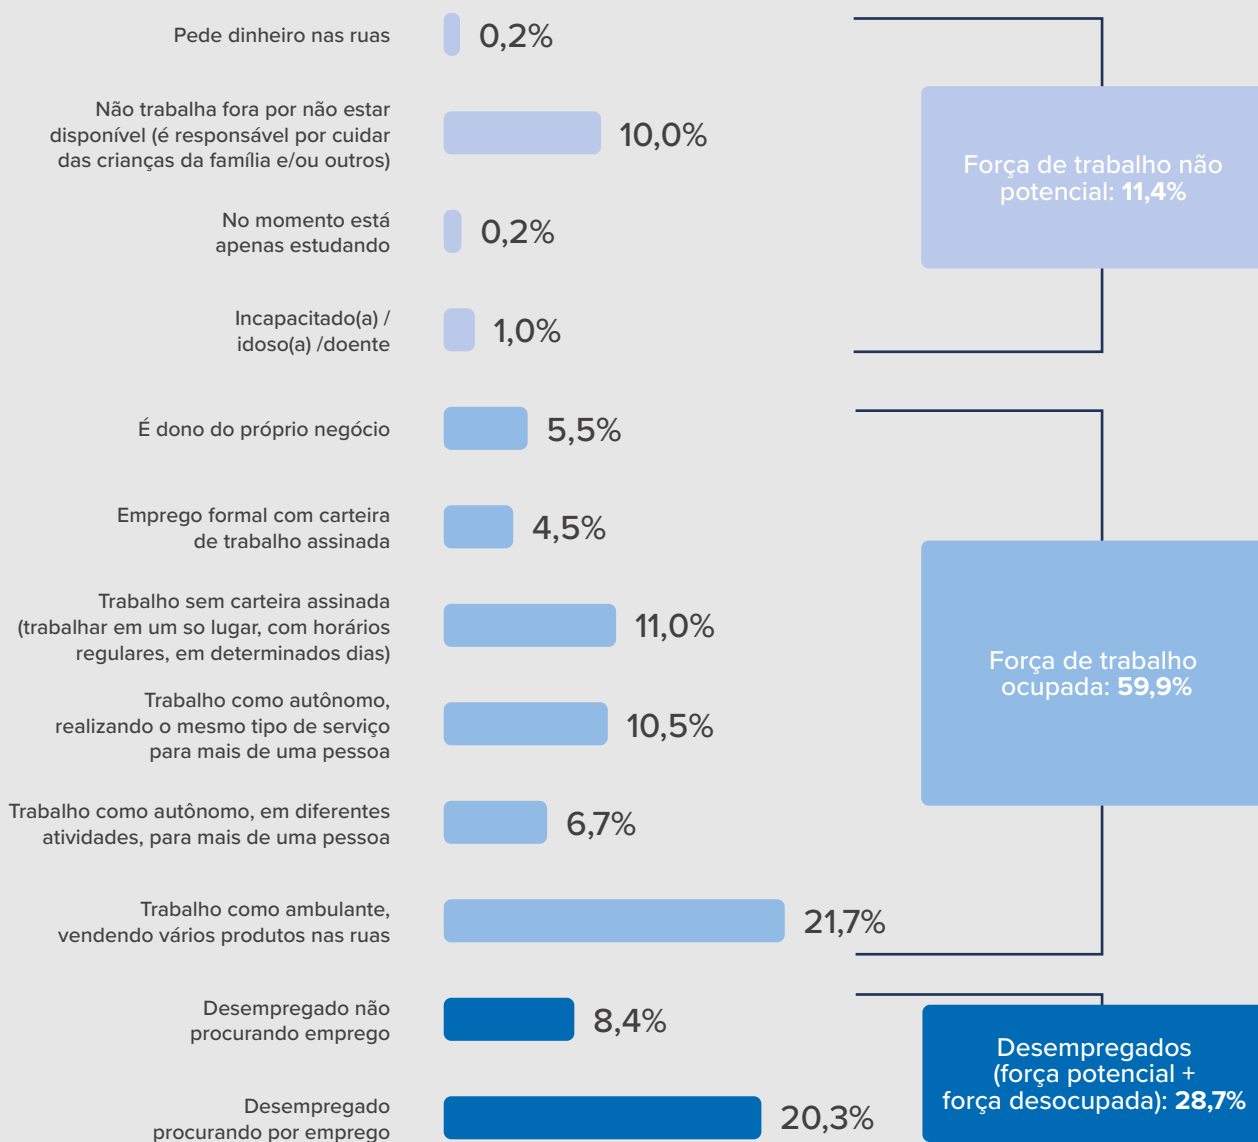 Pede dinheiro nas ruas
0,2%
Não trabalha fora por não estar
disponível (é responsável por cuidar
das crianças da família e/ou outros)
10,0%
No momento está
apenas estudando
0,2%
Incapacitado(a) /
idoso(a) /doente
1,0%
Força de trabalho não
potencial: 11,4%
É dono do próprio negócio
5,5%
Emprego formal com carteira
de trabalho assinada
4,5%
Trabalho sem carteira assinada
(trabalhar em um so lugar, com horários
regulares, em determinados dias)
11,0%
Trabalho como autônomo,
realizando o mesmo tipo de serviço
para mais de uma pessoa
10,5%
Trabalho como autônomo, em diferentes
atividades, para mais de uma pessoa
6,7%
Trabalho como ambulante,
vendendo vários produtos nas ruas
21,7%
Força de trabalho
ocupada: 59,9%
Desempregado não
procurando emprego
8,4%
Desempregado
procurando por emprego
20,3%
Desempregados
(força potencial +
força desocupada): 28,7%